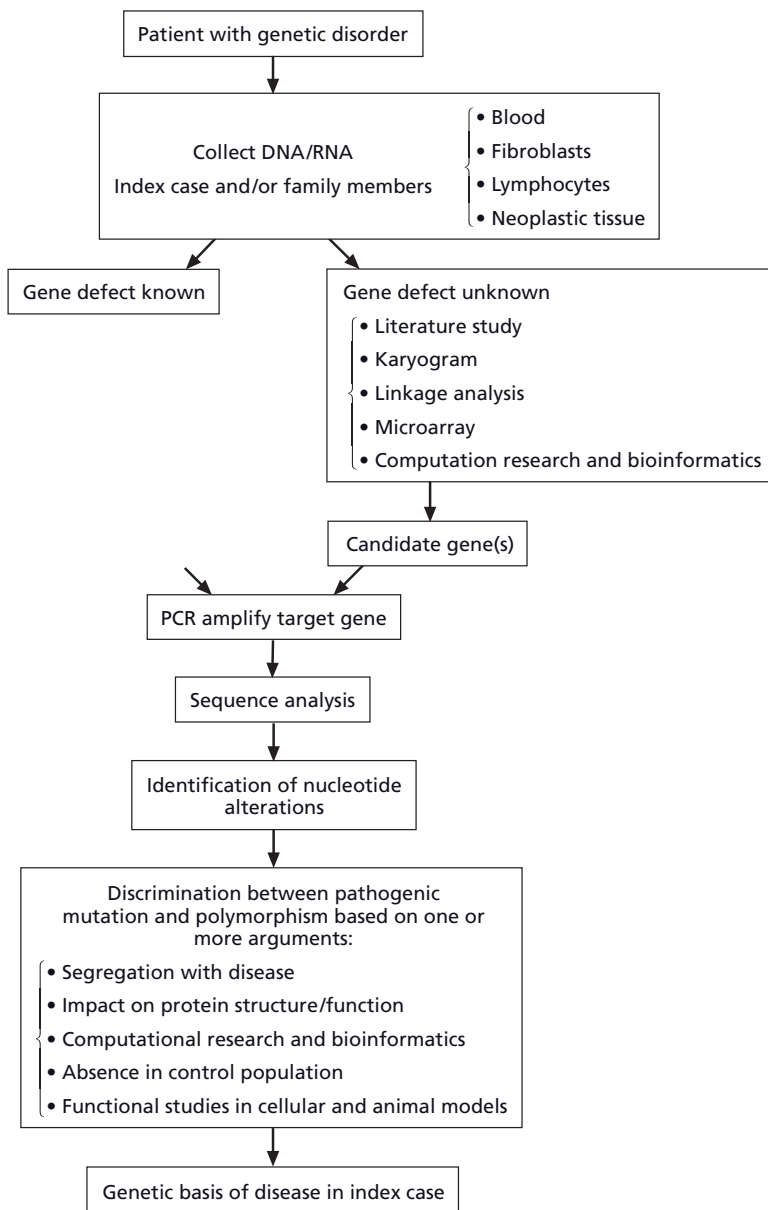 Patient with genetic disorder
Collect DNA/RNA
Index case and/or family members
• Blood
• Fibroblasts
• Lymphocytes
• Neoplastic tissue
Gene defect known
Gene defect unknown
• Literature study
• Karyogram
• Linkage analysis
• Microarray
• Computation research and bioinformatics
Candidate gene(s)
PCR amplify target gene
Sequence analysis
Identification of nucleotide
alterations
Discrimination between pathogenic
mutation and polymorphism based on one or
more arguments:
• Segregation with disease
• Impact on protein structure/function
• Computational research and bioinformatics
• Absence in control population
• Functional studies in cellular and animal models
Genetic basis of disease in index case